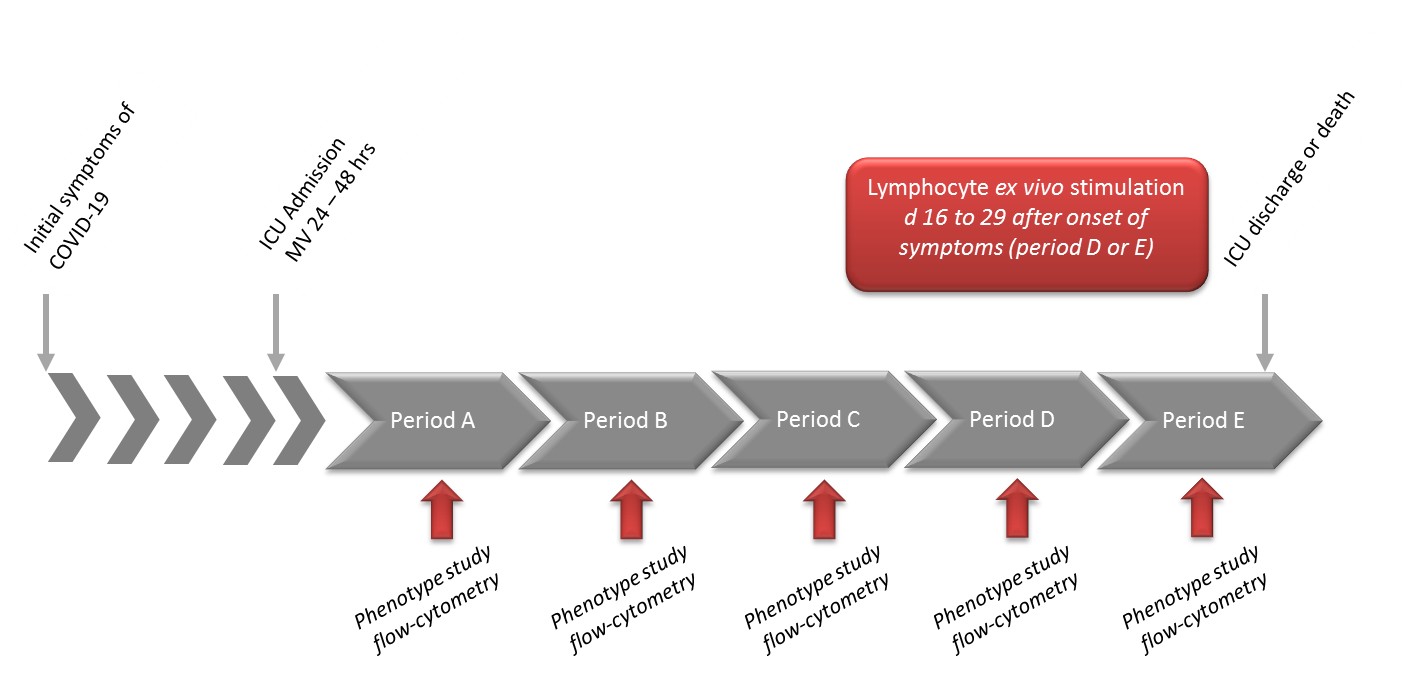 Initial symptoms of
COVID-19
ICU Admission
MV 24 – 48 hrs
Lymphocyte ex vivo stimulation
d 16 to 29 after onset of
symptoms (period D or E)
ICU discharge or death
Period A
Period B
Period C
Period D
Period E
Phenotype study
flow-cytometry
Phenotype study
flow-cytometry
Phenotype study
flow-cytometry
Phenotype study
flow-cytometry
Phenotype study
flow-cytometry